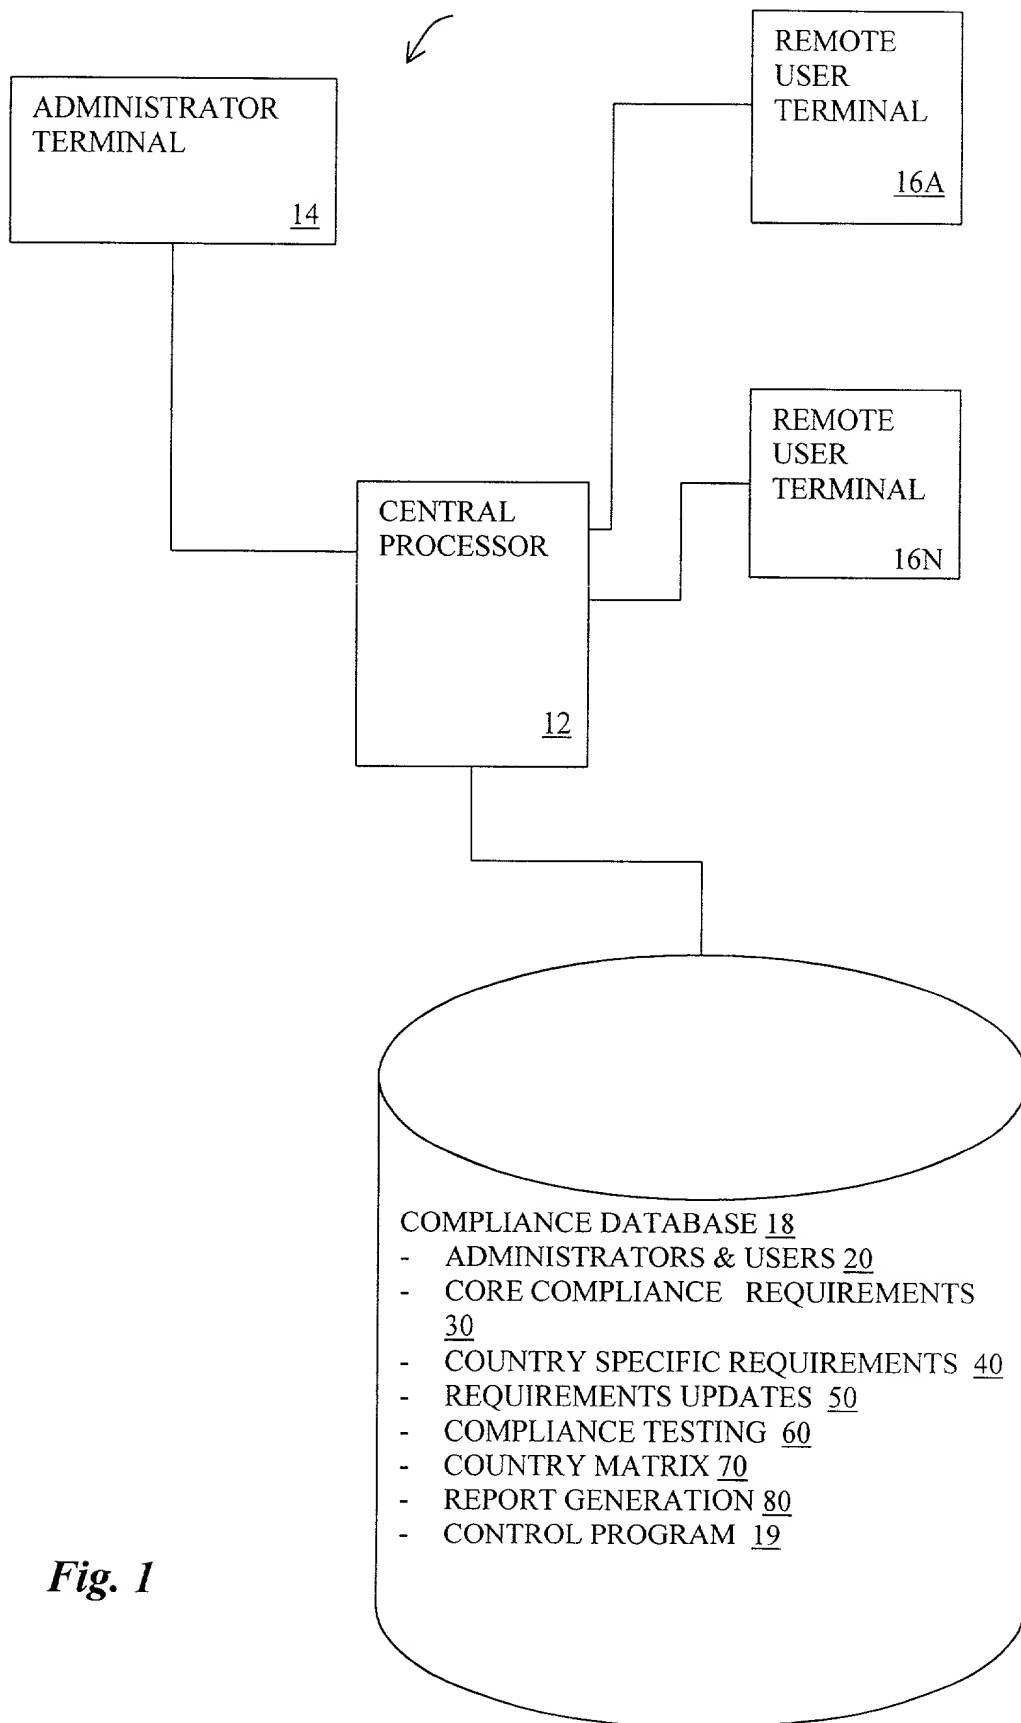 REMOTE
USER
TERMINAL
16A
ADMINISTRATOR
TERMINAL
14
REMOTE
USER
TERMINAL
16N
CENTRAL
PROCESSOR
12
COMPLIANCE DATABASE 18
- ADMINISTRATORS & USERS 20
- CORE COMPLIANCE REQUIREMENTS
30
- COUNTRY SPECIFIC REQUIREMENTS 40
- REQUIREMENTS UPDATES 50
- COMPLIANCE TESTING 60
- COUNTRY MATRIX 70
- REPORT GENERATION 80
- CONTROL PROGRAM 19
Fig. 1